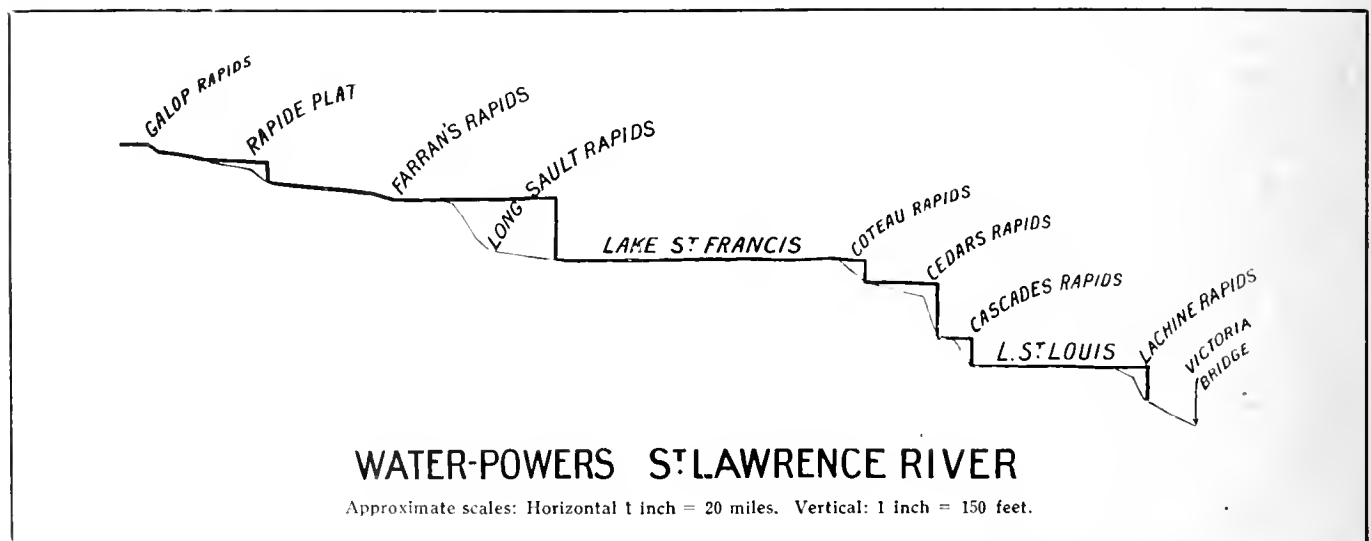 GALOP RAPIDS
RAPIDE PLAT
FARRAN'S RAPIDS
LONG SAULT RAPIDS
LAKE ST FRANCIS
COTEAU RAPIDS
CEDARS RAPIDS
CASCADES RAPIDS
L. ST LOUIS
LACHINE RAPIDS
VICTORIA
BRIDGE
WATER-POWERS ST LAWRENCE RIVER
Approximate scales: Horizontal 1 inch = 20 miles. Vertical: 1 inch = 150 feet.